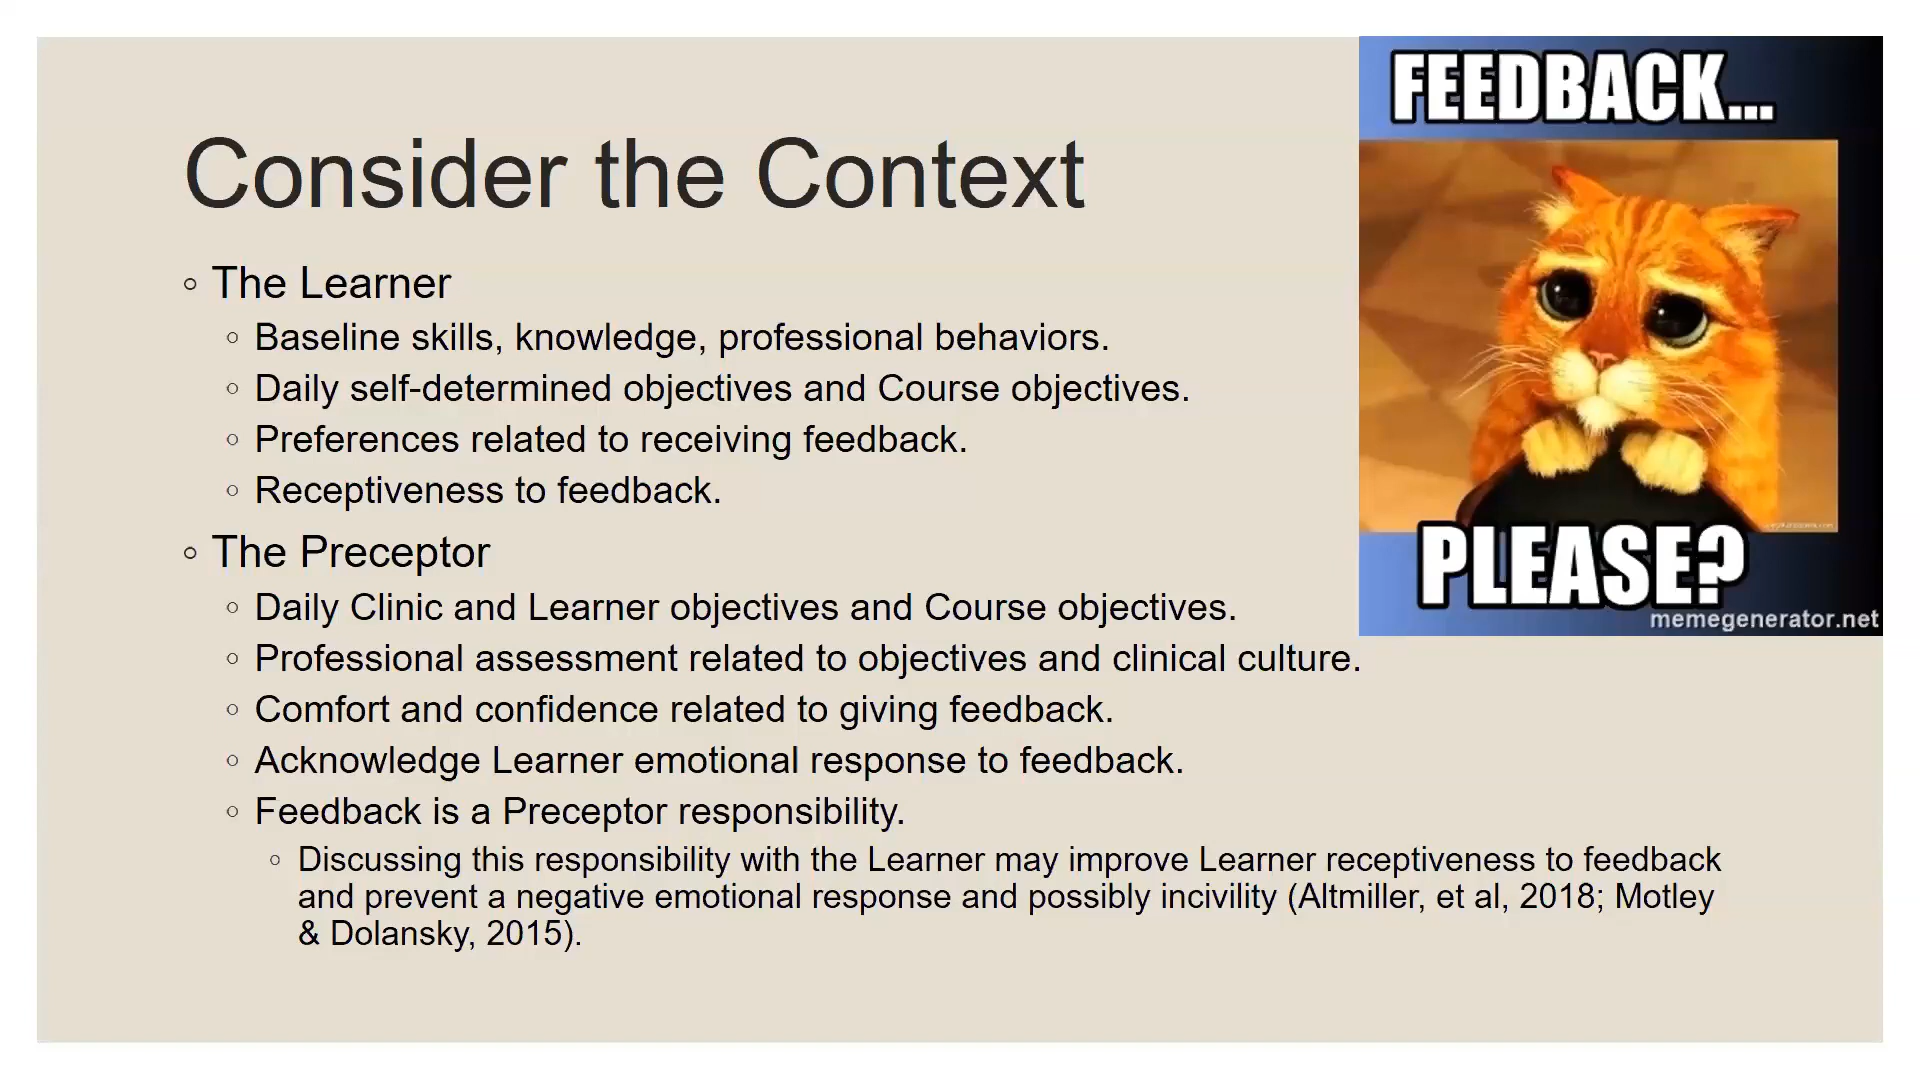 Consider the Context
◦ The Learner
◦ Baseline skills, knowledge, professional behaviors.
◦ Daily self-determined objectives and Course objectives.
◦ Preferences related to receiving feedback.
◦ Receptiveness to feedback.
◦ The Preceptor
◦ Daily Clinic and Learner objectives and Course objectives.
◦ Professional assessment related to objectives and clinical culture.
◦ Comfort and confidence related to giving feedback.
◦ Acknowledge Learner emotional response to feedback.
◦ Feedback is a Preceptor responsibility.
◦ Discussing this responsibility with the Learner may improve Learner receptiveness to feedback
and prevent a negative emotional response and possibly incivility (Altmiller, et al, 2018; Motley
& Dolansky, 2015).
FEEDBACK...
PLEASE?
memegenerator.net